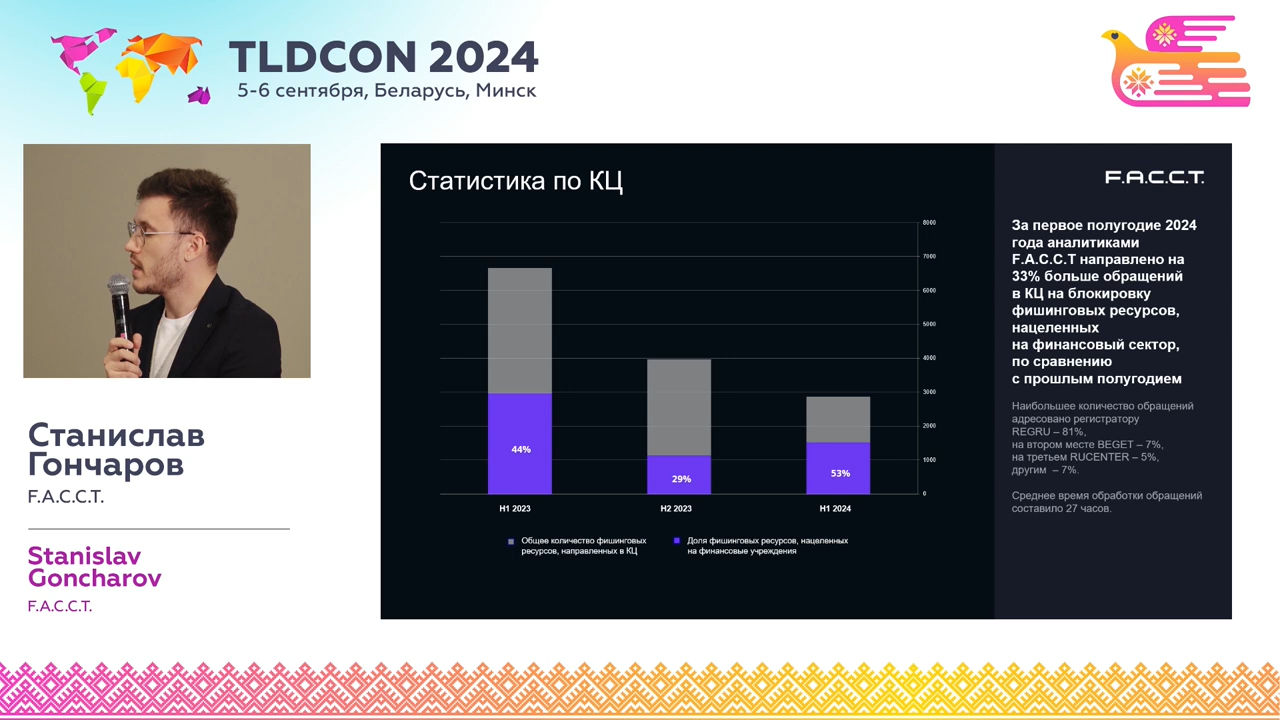 TLDCON 2024
5-6 сентября, Беларусь, Минск
Станислав
Гончаров
F.A.C.C.T.
Stanislav
Goncharov
F.A.C.C.T.
Статистика по КЦ
8000
7000
6000
5000
4000
3000
2000
1000
0
44%
29%
53%
H1 2023
H2 2023
H1 2024
Общее количество фишинговых
ресурсов, направленных в КЦ
Доля фишинговых ресурсов, нацеленных
на финансовые учреждения
F.A.C.C.T.
За первое полугодие 2024
года аналитиками
F.A.C.C.T направлено на
33% больше обращений
в КЦ на блокировку
фишинговых ресурсов,
нацеленных
на финансовый сектор,
по сравнению
с прошлым полугодием
Наибольшее количество обращений
адресовано регистратору
REGRU – 81%,
на втором месте BEGET – 7%,
на третьем RUCENTER – 5%,
другим – 7%.
Среднее время обработки обращений
составило 27 часов.